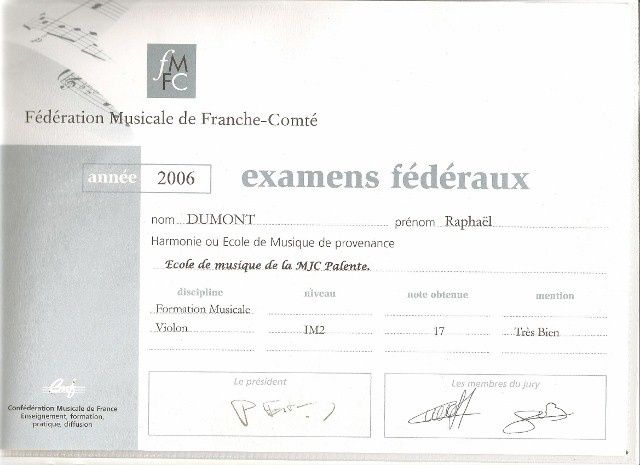 fMFC
Fédération Musicale de Franche-Comté
année 2006 examens fédéraux
nom DUMONT prénom Raphaël
Harmonie ou Ecole de Musique de provenance
Ecole de musique de la MJC Palente.
discipline niveau note obtenue mention
Formation Musicale
Violon IM2 17 Très Bien
Le président Les membres du jury
Cmf
Confédération Musicale de France
Enseignement, formation,
pratique, diffusion